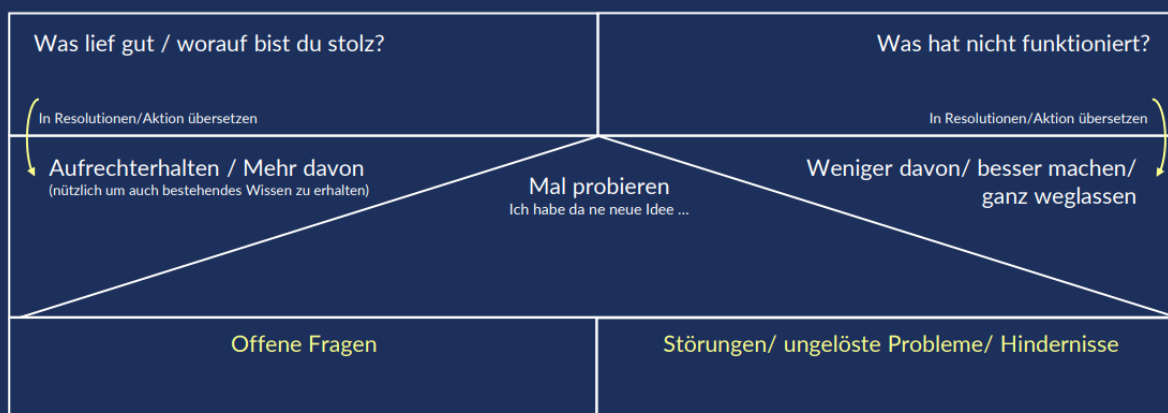 Was lief gut / worauf bist du stolz?
Was hat nicht funktioniert?
In Resolutionen/Aktion übersetzen
In Resolutionen/Aktion übersetzen
Aufrechterhalten / Mehr davon
(nützlich um auch bestehendes Wissen zu erhalten)
Mal probieren
Ich habe da ne neue Idee ...
Weniger davon/ besser machen/
ganz weglassen
Offene Fragen
Störungen/ ungelöste Probleme/ Hindernisse